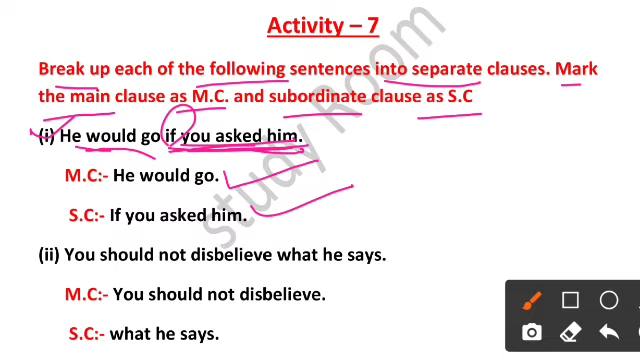 Activity – 7
Break up each of the following sentences into separate clauses. Mark
the main clause as M.C. and subordinate clause as S.C
(i) He would go if you asked him.
M.C:- He would go.
S.C:- If you asked him.
(ii) You should not disbelieve what he says.
M.C:- You should not disbelieve.
S.C:- what he says.
study Room